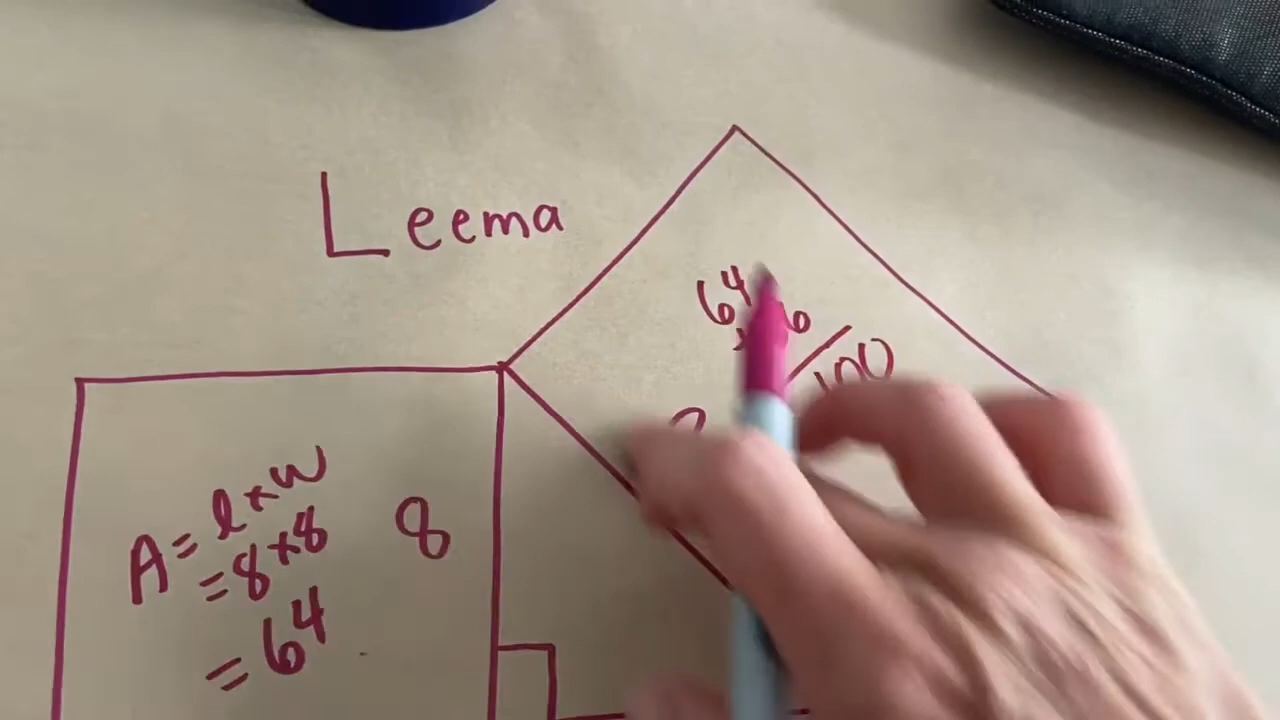 Leema
64
100
A = l × w
= 8 × 8
= 64
8